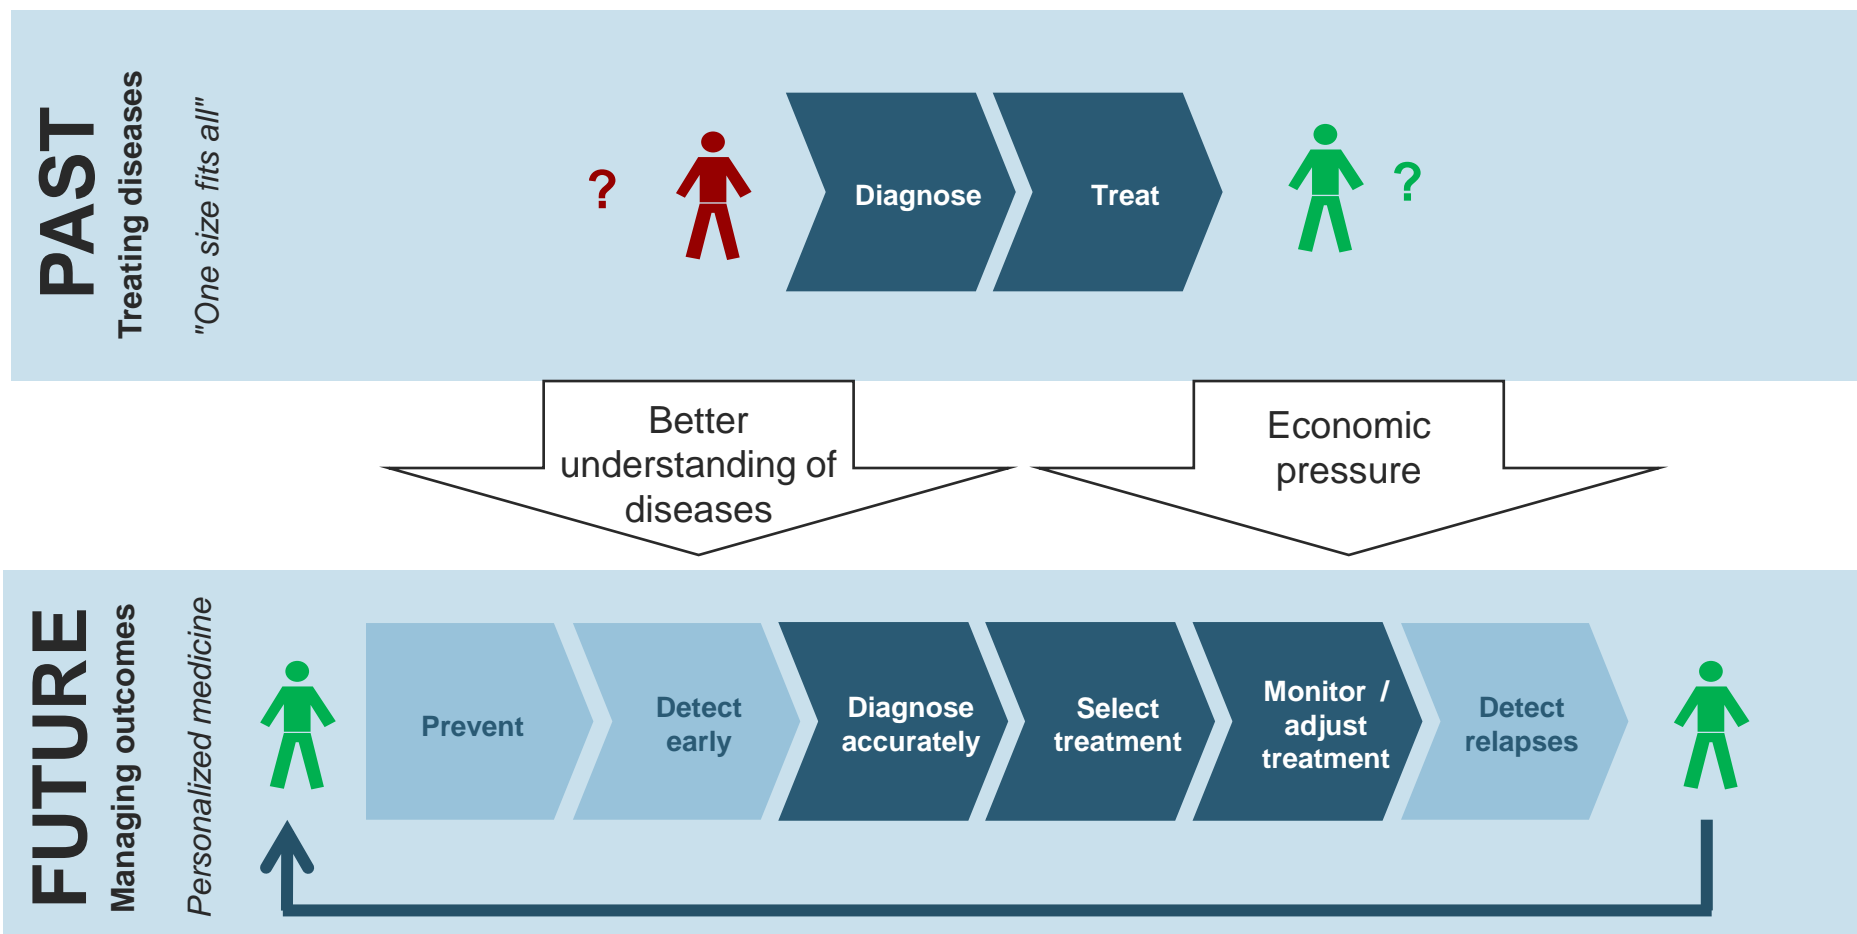 PAST
Treating diseases
"One size fits all"
?
Diagnose
Treat
?
Better
understanding of
diseases
Economic
pressure
FUTURE
Managing outcomes
Personalized medicine
Prevent
Detect
early
Diagnose
accurately
Select
treatment
Monitor /
adjust
treatment
Detect
relapses